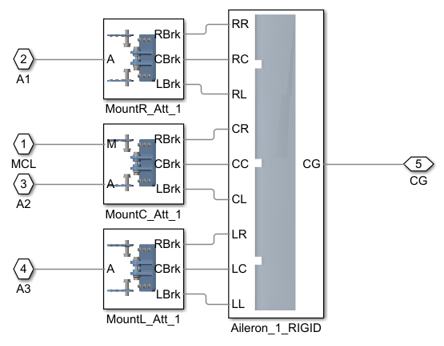 2
A1
A
RBrk
CBrk
LBrk
MountR_Att_1
1
MCL
3
A2
M
A
RBrk
CBrk
LBrk
MountC_Att_1
4
A3
A
RBrk
CBrk
LBrk
MountL_Att_1
RR
RC
RL
CR
CC
CL
LR
LC
LL
CG
Aileron_1_RIGID
5
CG